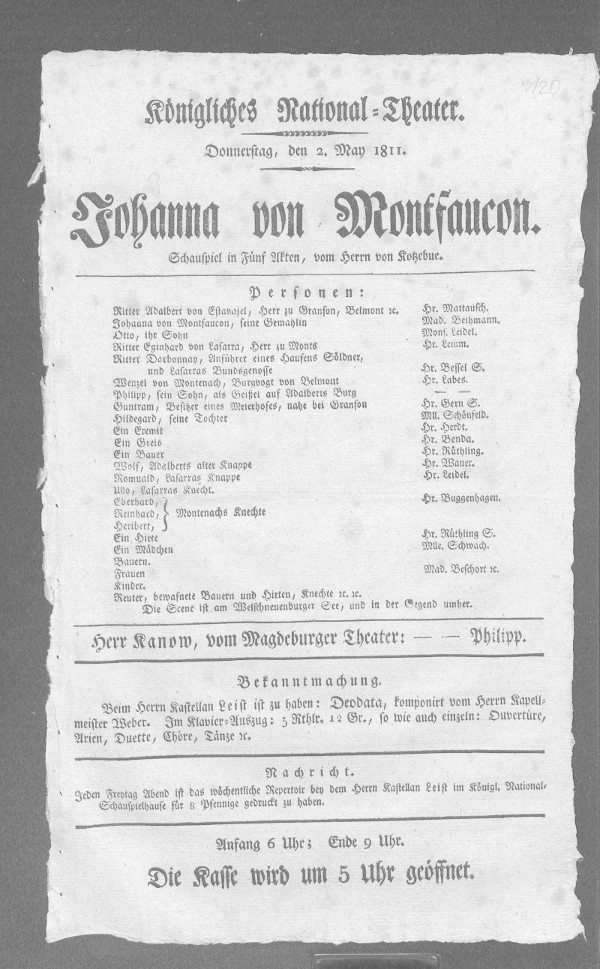 120
Königliches National-Theater.
Donnerstag, den 2. May 1811.
Johanna von Montfaucon.
Schauspiel in Fünf Akten, vom Herrn von Kotzebue.
Personen:
Ritter Adalbert von Estavajel, Herr zu Granson, Belmont ꝛc. Hr. Mattausch.
Johanna von Montfaucon, seine Gemahlin Mad. Bethmann.
Otto, ihr Sohn Mons. Leidel.
Ritter Eginhard von Lasarra, Herr zu Monts Hr. Lemm.
Ritter Darbonnay, Anführer eines Haufens Söldner,
und Lasarras Bundsgenosse Hr. Bessel S.
Wenzel von Montenach, Burgvogt von Belmont Hr. Labes.
Philipp, sein Sohn, als Geißel auf Adalberts Burg — —
Guntram, Besitzer eines Meierhofes, nahe bei Granson Hr. Gern S.
Hildegard, seine Tochter Mll. Schönfeld.
Ein Eremit Hr. Herdt.
Ein Greis Hr. Benda.
Ein Bauer Hr. Rüthling.
Wolf, Adalberts alter Knappe Hr. Wauer.
Romuald, Lasarras Knappe Hr. Leidel.
Ullo, Lasarras Knecht.
Eberhard, Hr. Buggenhagen.
Reinhard, } Montenachs Knechte
Heribert,
Ein Hirte Hr. Rüthling S.
Ein Mädchen Mlle. Schwach.
Bauern.
Frauen Mad. Beschort ꝛc.
Kinder.
Reuter, bewafnete Bauern und Hirten, Knechte ꝛc. ꝛc.
Die Scene ist am Welschneuenburger See, und in der Gegend umher.
Herr Kanow, vom Magdeburger Theater: — — Philipp.
Bekanntmachung.
Beim Herrn Kastellan Leist ist zu haben: Deodata, komponirt vom Herrn Kapell-
meister Weber. Im Klavier-Auszug: 5 Rthlr. 12 Gr., so wie auch einzeln: Ouvertüre,
Arien, Duette, Chöre, Tänze ꝛc.
Nachricht.
Jeden Freytag Abend ist das wöchentliche Repertoir bey dem Herrn Kastellan Leist im Königl. National-
Schauspielhause für 8 Pfennige gedruckt zu haben.
Anfang 6 Uhr; Ende 9 Uhr.
Die Kasse wird um 5 Uhr geöffnet.